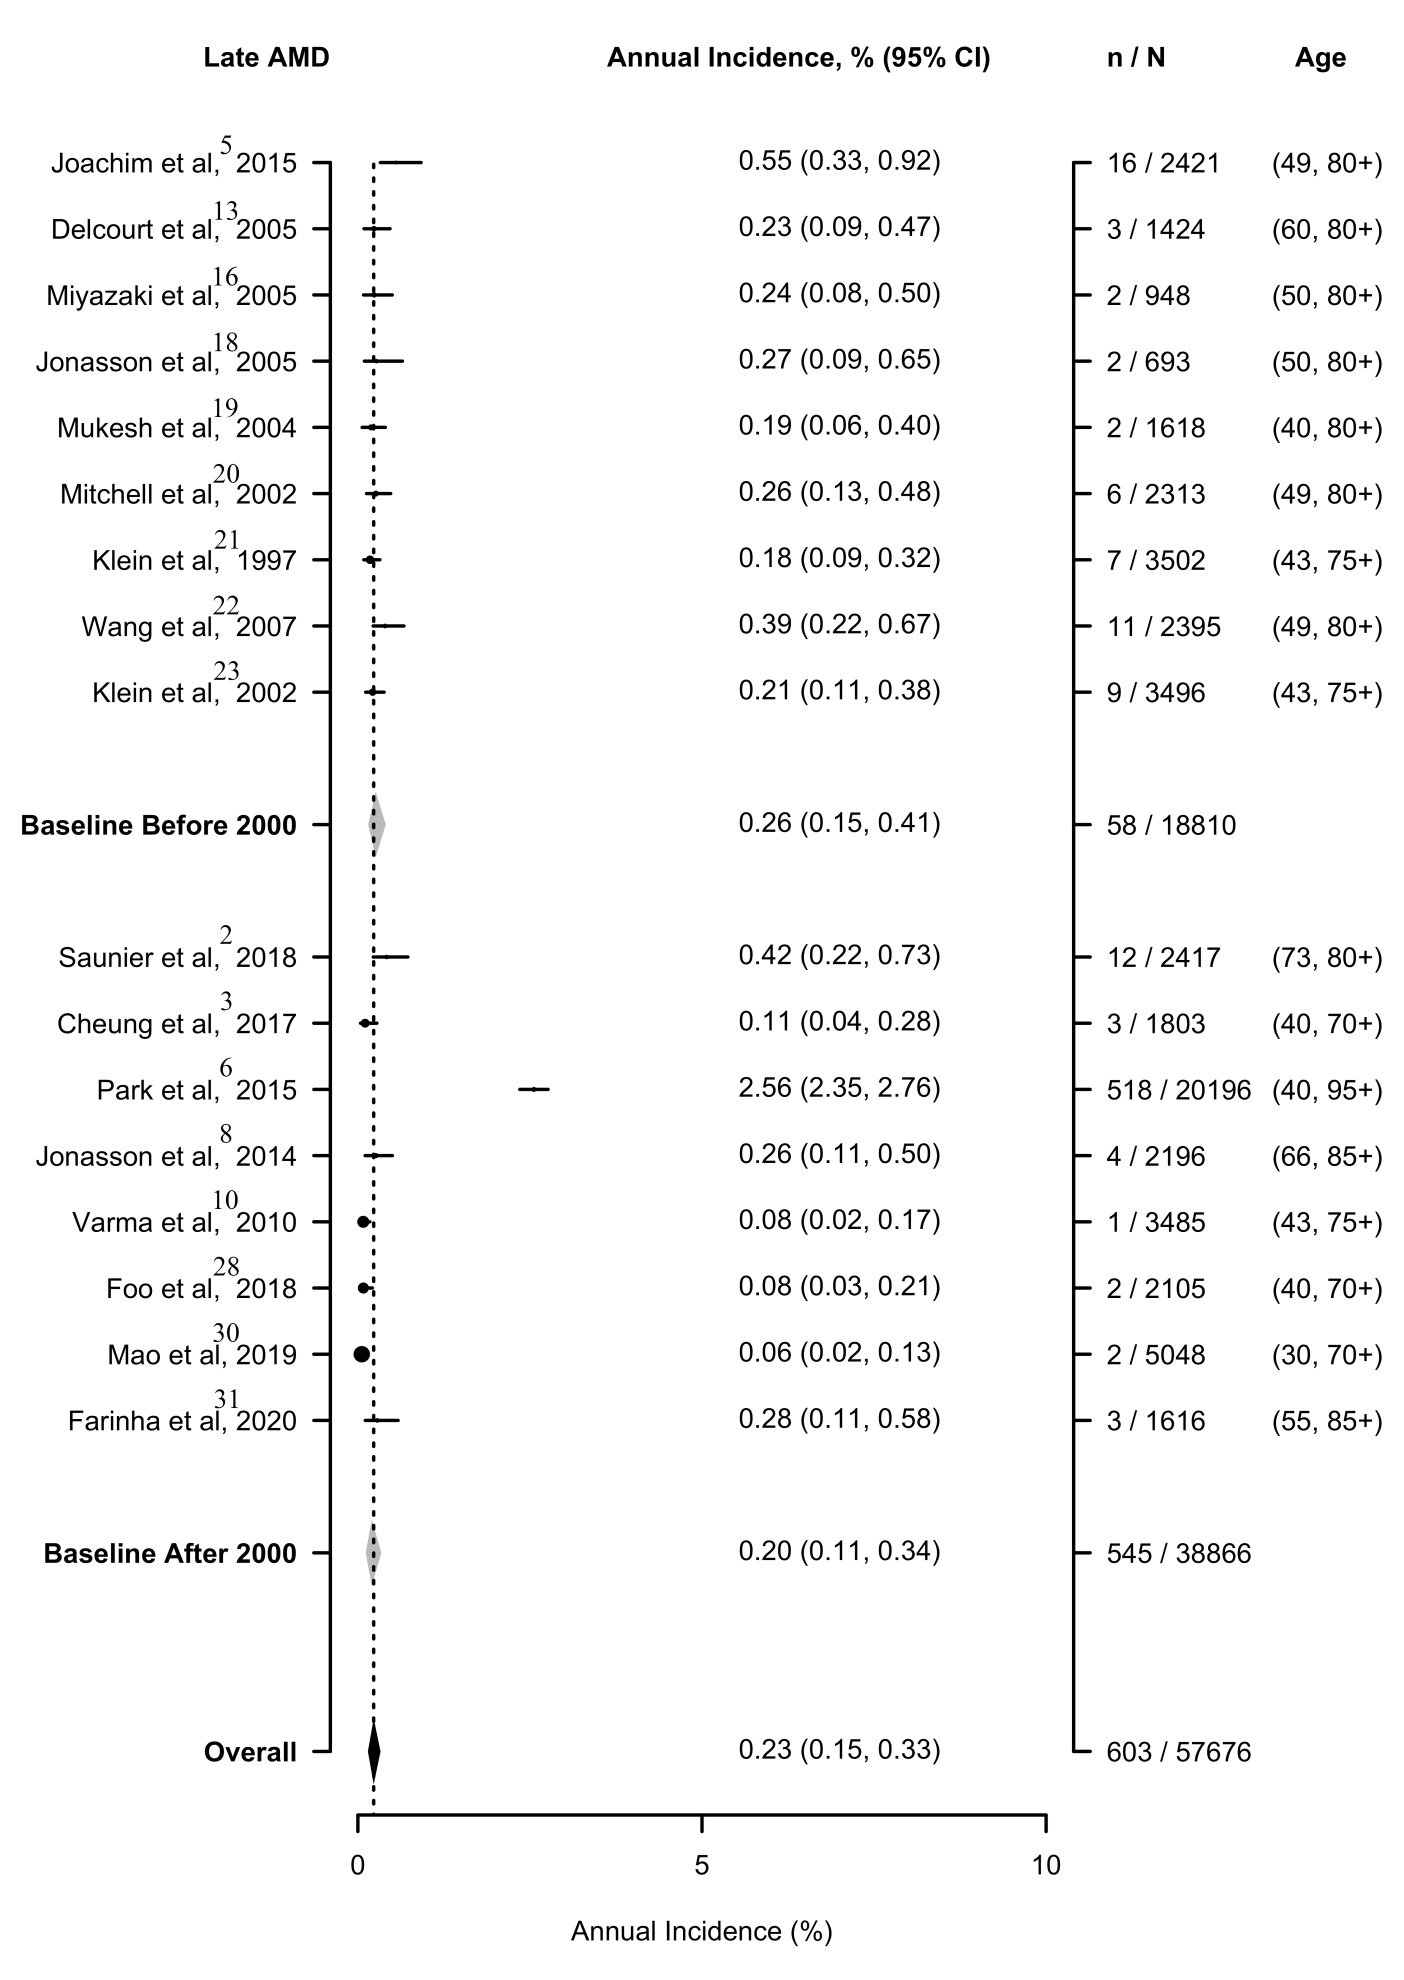 Late AMD Annual Incidence, % (95% CI) n / N Age
Joachim et al,5 2015 0.55 (0.33, 0.92) 16 / 2421 (49, 80+)
Delcourt et al,13 2005 0.23 (0.09, 0.47) 3 / 1424 (60, 80+)
Miyazaki et al,16 2005 0.24 (0.08, 0.50) 2 / 948 (50, 80+)
Jonasson et al,18 2005 0.27 (0.09, 0.65) 2 / 693 (50, 80+)
Mukesh et al,19 2004 0.19 (0.06, 0.40) 2 / 1618 (40, 80+)
Mitchell et al,20 2002 0.26 (0.13, 0.48) 6 / 2313 (49, 80+)
Klein et al,21 1997 0.18 (0.09, 0.32) 7 / 3502 (43, 75+)
Wang et al,22 2007 0.39 (0.22, 0.67) 11 / 2395 (49, 80+)
Klein et al,23 2002 0.21 (0.11, 0.38) 9 / 3496 (43, 75+)
Baseline Before 2000 0.26 (0.15, 0.41) 58 / 18810
Saunier et al,2 2018 0.42 (0.22, 0.73) 12 / 2417 (73, 80+)
Cheung et al,3 2017 0.11 (0.04, 0.28) 3 / 1803 (40, 70+)
Park et al,6 2015 2.56 (2.35, 2.76) 518 / 20196 (40, 95+)
Jonasson et al,8 2014 0.26 (0.11, 0.50) 4 / 2196 (66, 85+)
Varma et al,10 2010 0.08 (0.02, 0.17) 1 / 3485 (43, 75+)
Foo et al,28 2018 0.08 (0.03, 0.21) 2 / 2105 (40, 70+)
Mao et al,30 2019 0.06 (0.02, 0.13) 2 / 5048 (30, 70+)
Farinha et al,31 2020 0.28 (0.11, 0.58) 3 / 1616 (55, 85+)
Baseline After 2000 0.20 (0.11, 0.34) 545 / 38866
Overall 0.23 (0.15, 0.33) 603 / 57676
0 5 10
Annual Incidence (%)